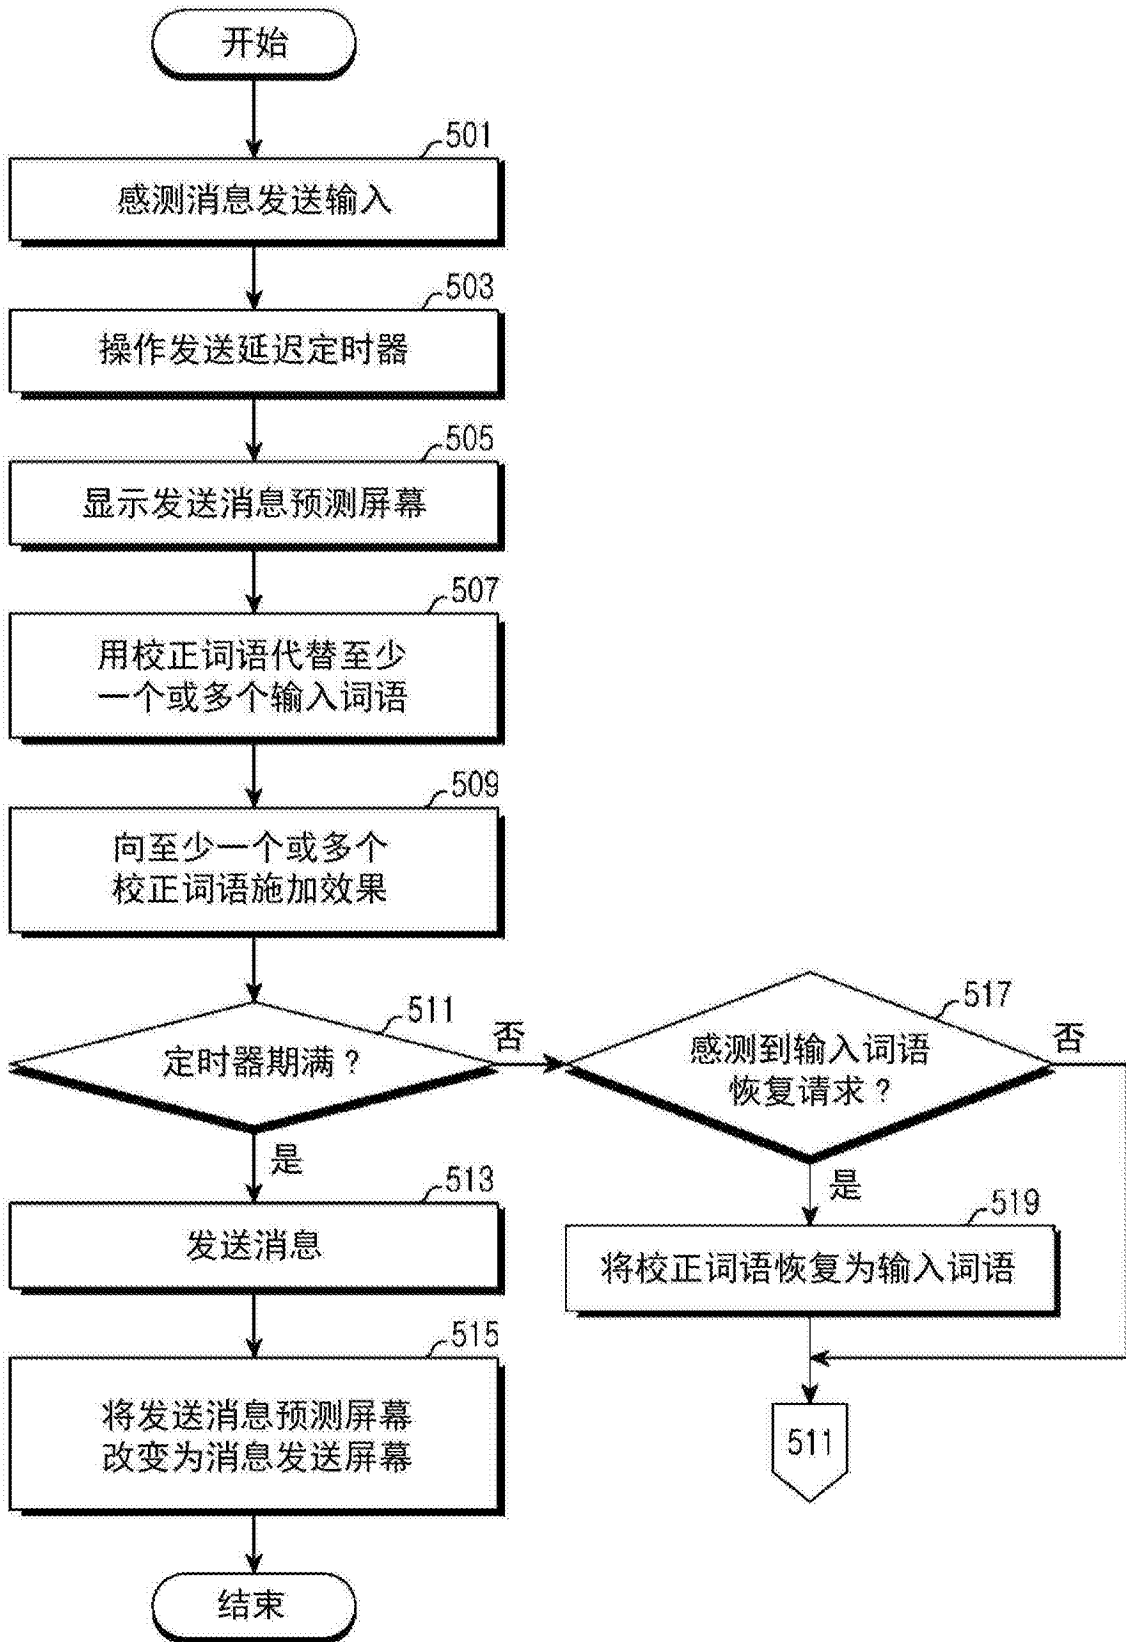 开始
501
感测消息发送输入
503
操作发送延迟定时器
505
显示发送消息预测屏幕
507
用校正词语代替至少
一个或多个输入词语
509
向至少一个或多个
校正词语施加效果
511
定时器期满？
否
是
517
感测到输入词语
恢复请求？
否
是
513
发送消息
519
将校正词语恢复为输入词语
515
将发送消息预测屏幕
改变为消息发送屏幕
511
结束